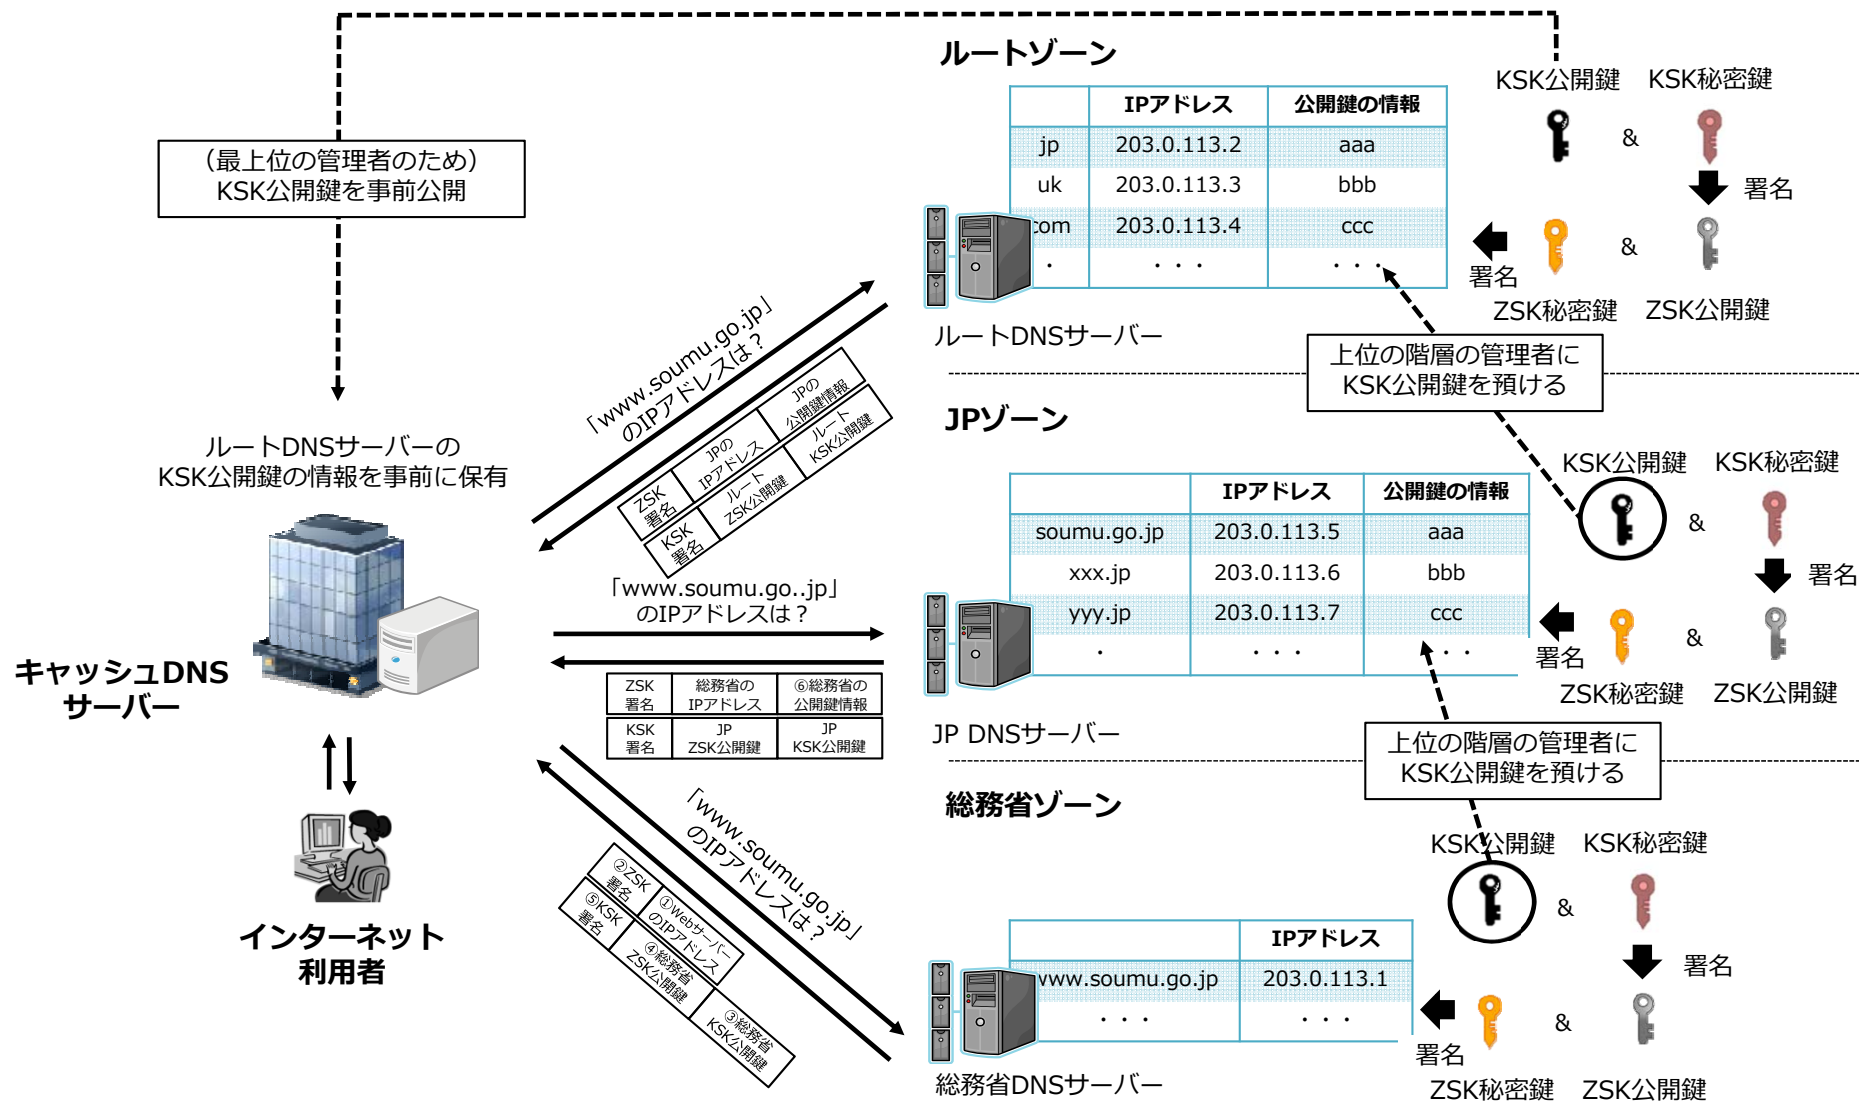 ルートゾーン
KSK公開鍵
KSK秘密鍵
IPアドレス
公開鍵の情報
jp
203.0.113.2
aaa
uk
203.0.113.3
bbb
com
203.0.113.4
ccc
・
・・・
・・・
&
署名
署名
&
ZSK秘密鍵
ZSK公開鍵
ルートDNSサーバー
(最上位の管理者のため)
KSK公開鍵を事前公開
上位の階層の管理者に
KSK公開鍵を預ける
「www.soumu.go.jp」
のIPアドレスは?
ZSK
署名
JPの
IPアドレス
JPの
公開鍵情報
KSK
署名
ルート
ZSK公開鍵
ルート
KSK公開鍵
ルートDNSサーバーの
KSK公開鍵の情報を事前に保有
JPゾーン
KSK公開鍵
KSK秘密鍵
IPアドレス
公開鍵の情報
soumu.go.jp
203.0.113.5
aaa
xxx.jp
203.0.113.6
bbb
yyy.jp
203.0.113.7
ccc
・
・・・
・・・
&
署名
署名
&
ZSK秘密鍵
ZSK公開鍵
JP DNSサーバー
「www.soumu.go..jp」
のIPアドレスは?
ZSK
署名
総務省の
IPアドレス
⑥総務省の
公開鍵情報
KSK
署名
JP
ZSK公開鍵
JP
KSK公開鍵
キャッシュDNS
サーバー
上位の階層の管理者に
KSK公開鍵を預ける
総務省ゾーン
KSK公開鍵
KSK秘密鍵
「www.soumu.go.jp」
のIPアドレスは?
②ZSK
署名
①Webサーバー
のIPアドレス
⑤KSK
署名
④総務省
ZSK公開鍵
③総務省
KSK公開鍵
インターネット
利用者
IPアドレス
www.soumu.go.jp
203.0.113.1
・・・
・・・
&
署名
署名
&
ZSK秘密鍵
ZSK公開鍵
総務省DNSサーバー